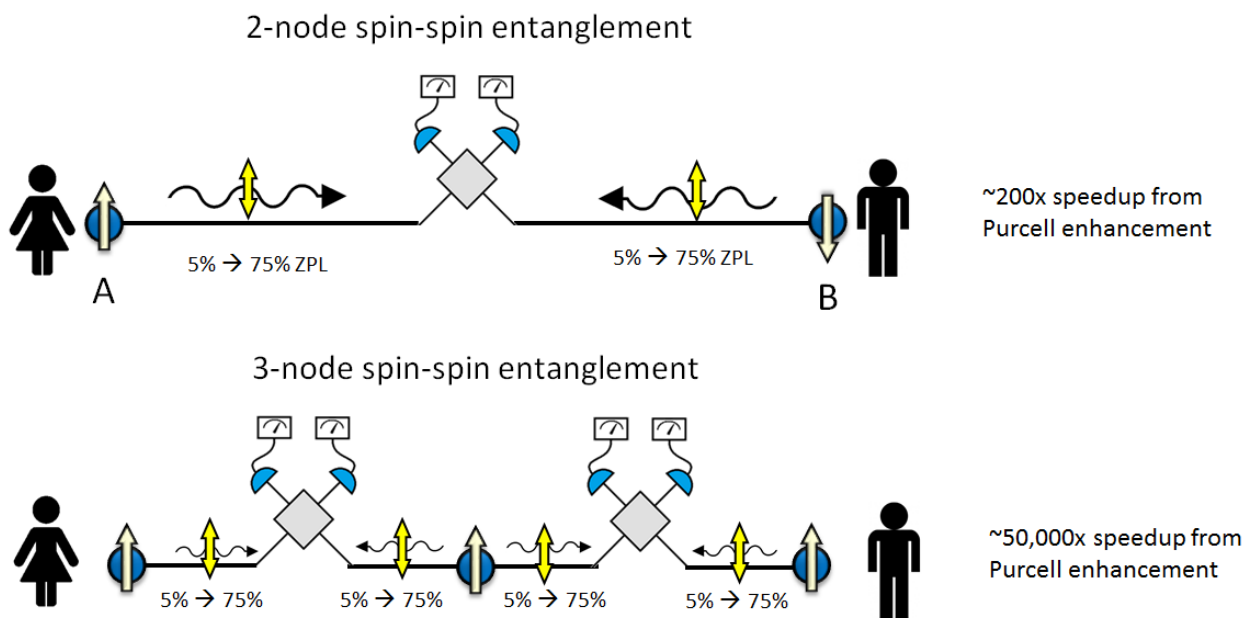 2-node spin-spin entanglement
5% → 75% ZPL
5% → 75% ZPL
A
B
~200x speedup from
Purcell enhancement
3-node spin-spin entanglement
5% → 75%
5% → 75%
5% → 75%
5% → 75%
~50,000x speedup from
Purcell enhancement